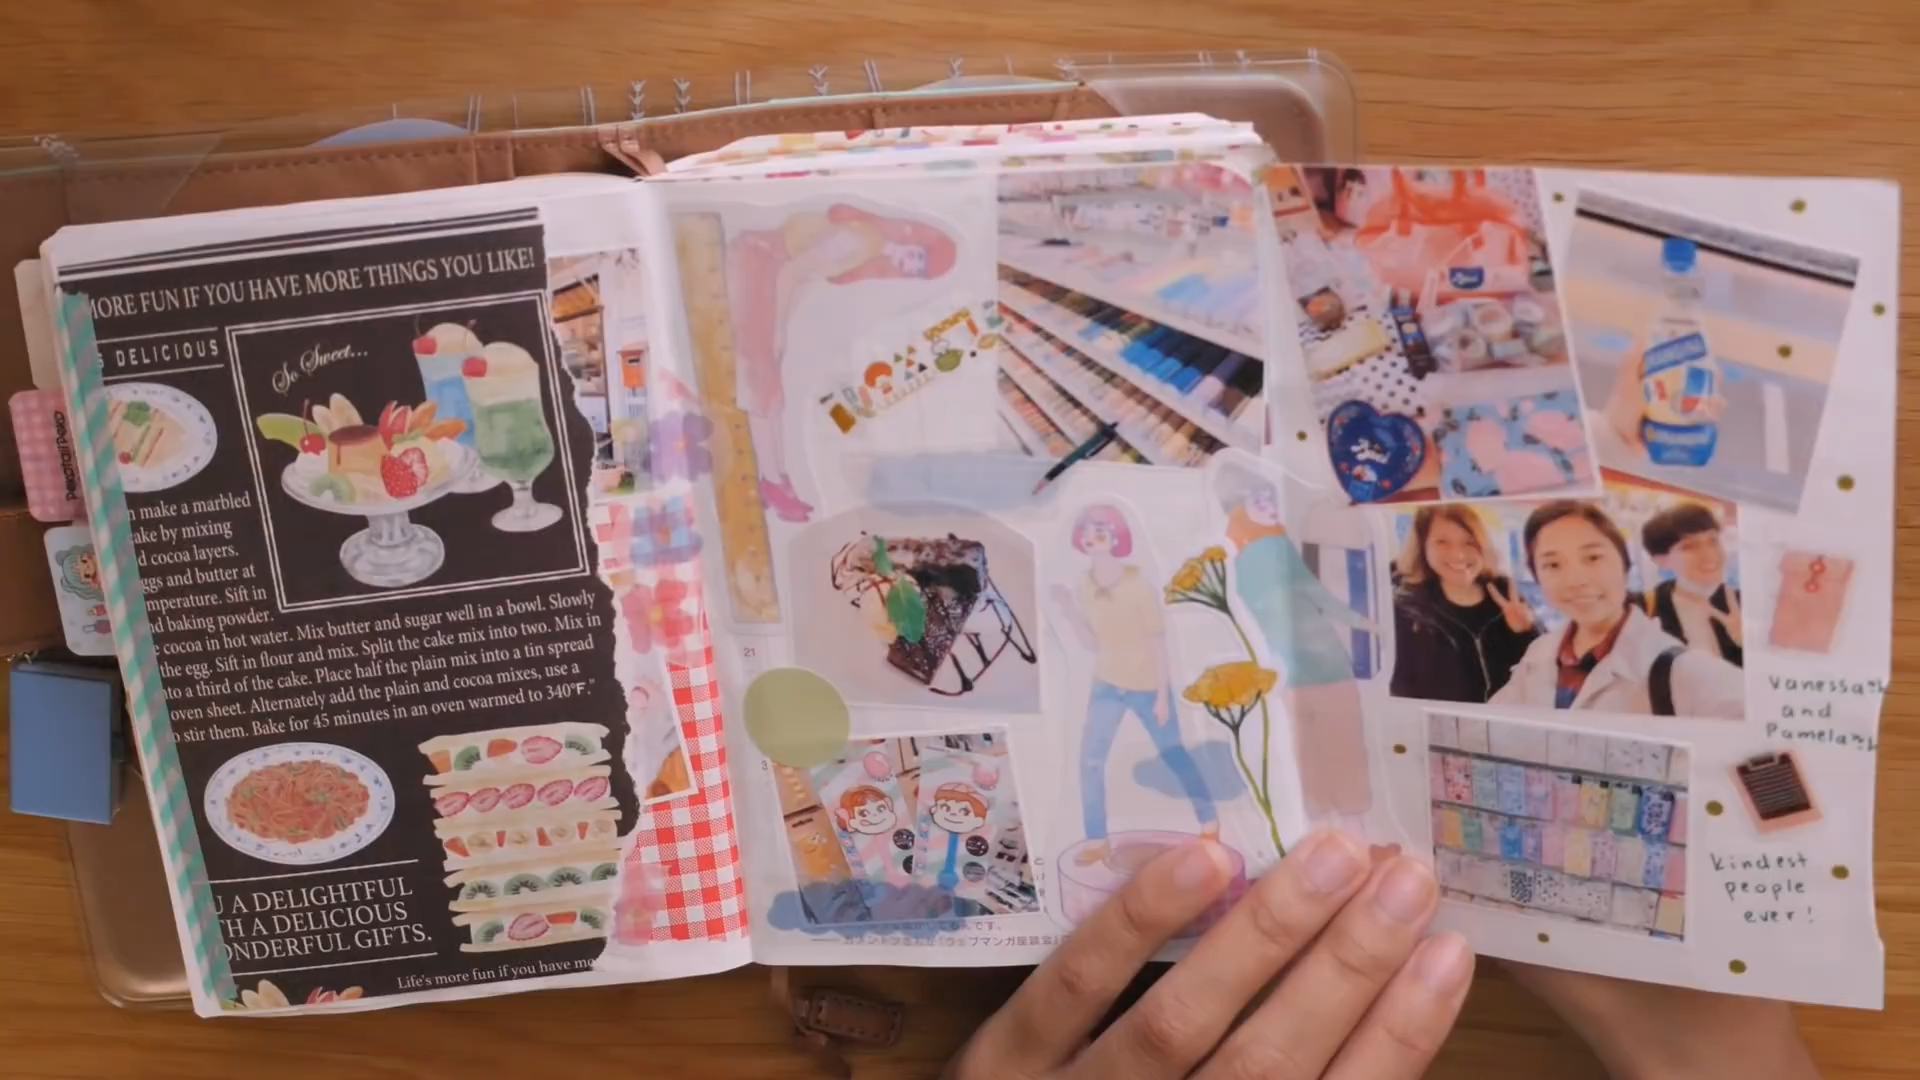 MORE FUN IF YOU HAVE MORE THINGS YOU LIKE!
DELICIOUS
So Sweet...
make a marbled
ake by mixing
d cocoa layers.
ggs and butter at
mperature. Sift in
nd baking powder.
cocoa in hot water. Mix butter and sugar well in a bowl. Slowly
the egg. Sift in flour and mix. Split the cake mix into two. Mix in
to a third of the cake. Place half the plain mix into a tin spread
oven sheet. Alternately add the plain and cocoa mixes, use a
o stir them. Bake for 45 minutes in an oven warmed to 340°F."
U A DELIGHTFUL
TH A DELICIOUS
ONDERFUL GIFTS.
Life's more fun if you have mo
21
3
Vanessa
and
Pamela
kindest
people
ever!